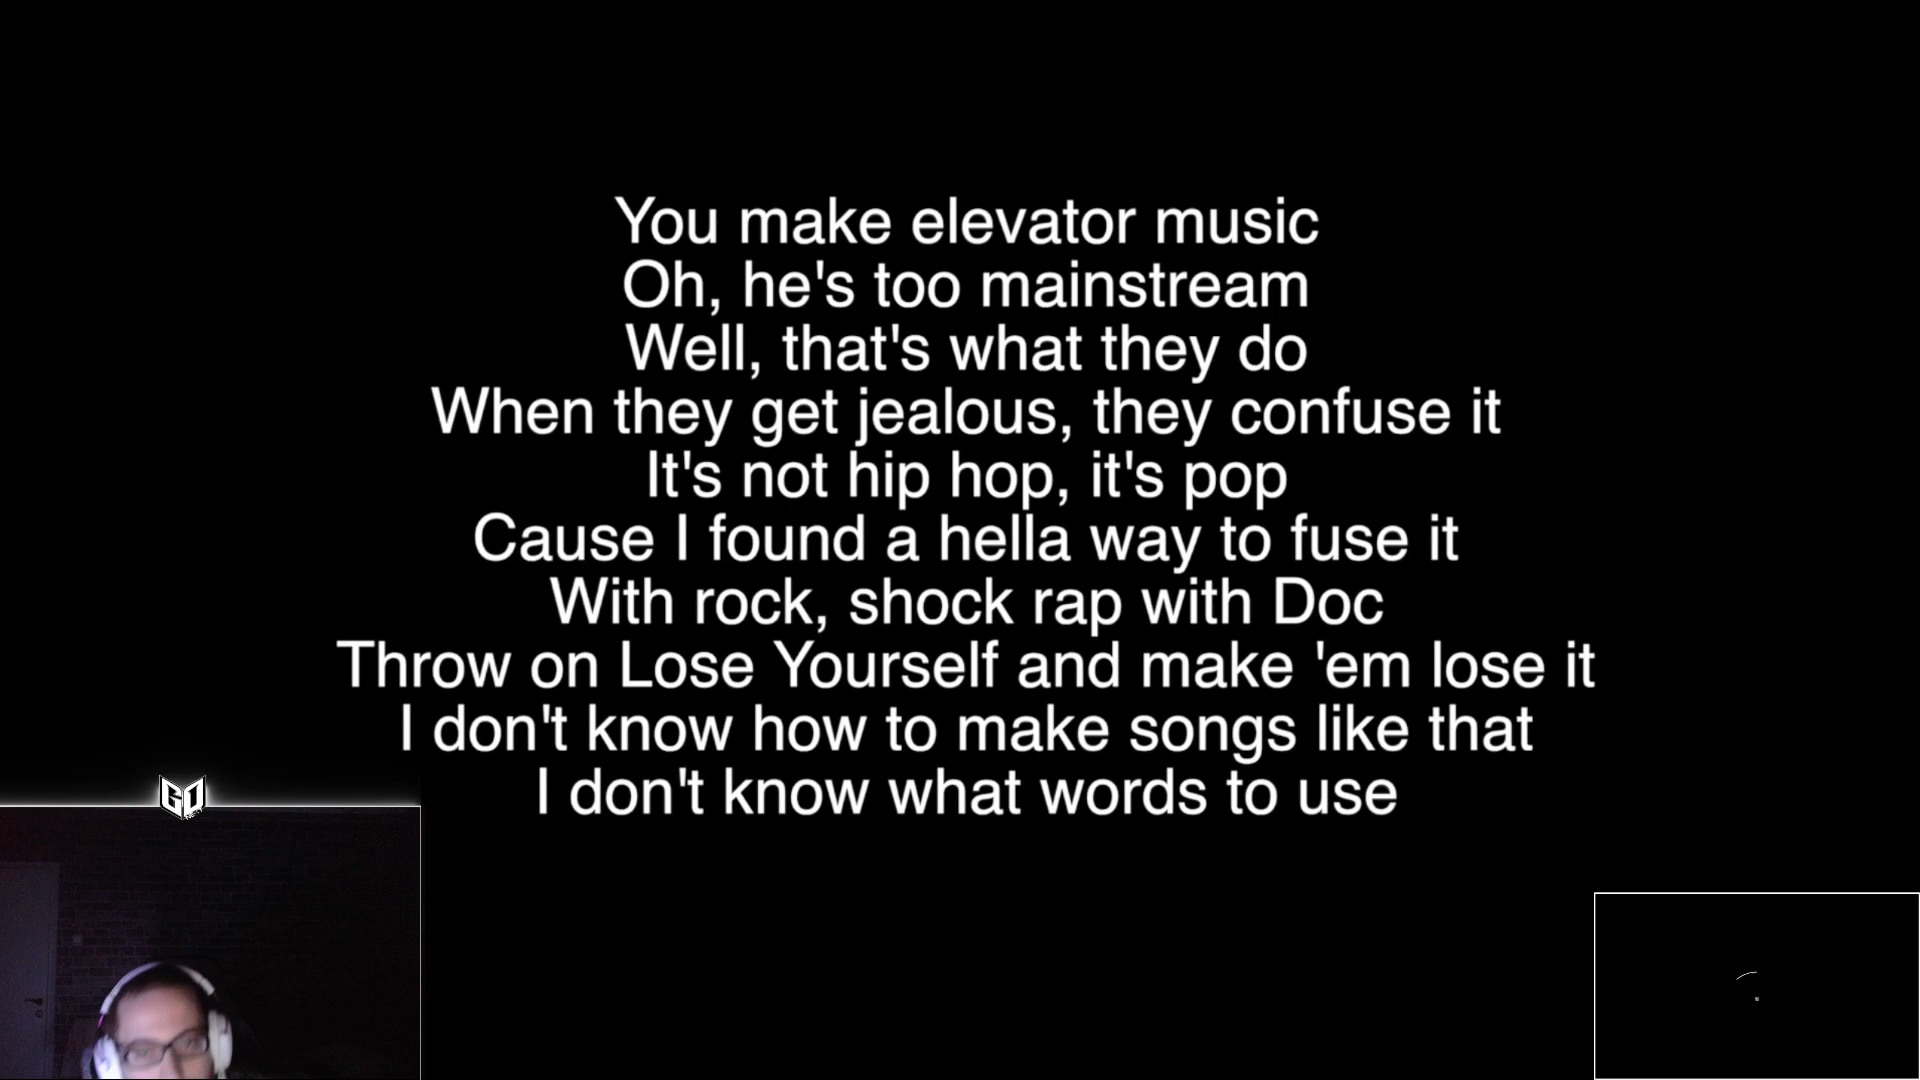 You make elevator music
Oh, he's too mainstream
Well, that's what they do
When they get jealous, they confuse it
It's not hip hop, it's pop
Cause I found a hella way to fuse it
With rock, shock rap with Doc
Throw on Lose Yourself and make 'em lose it
I don't know how to make songs like that
I don't know what words to use